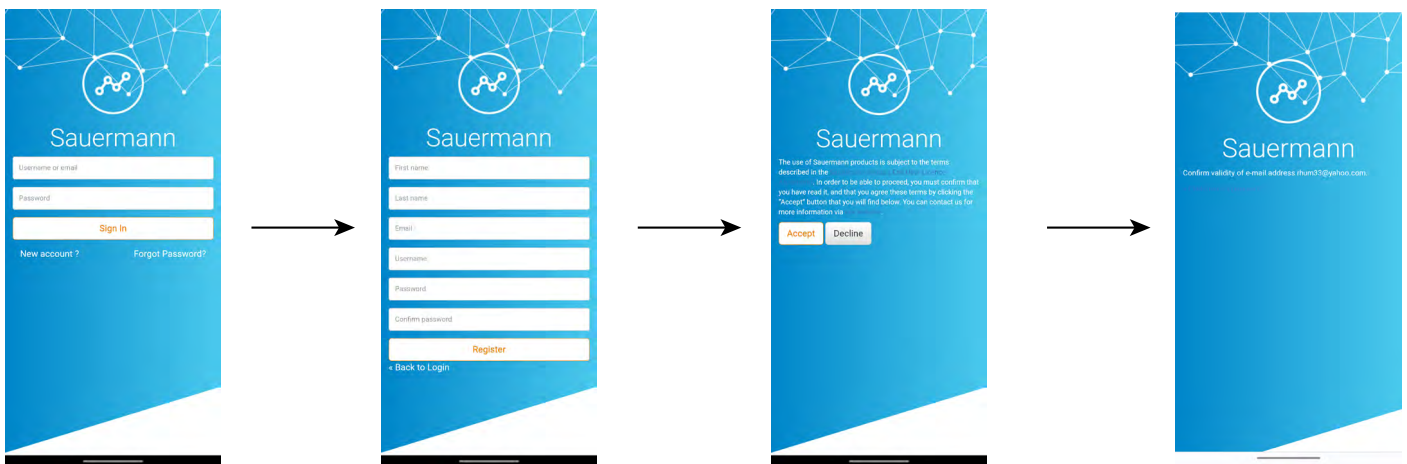 Sauermann
Username or email
Password
Sign In
New account ?
Forgot Password?
Sauermann
First name
Last name
Email
Username
Password
Confirm password
Register
« Back to Login
Sauermann
The use of Sauermann products is subject to the terms
described in the
. In order to be able to proceed, you must confirm that
you have read it, and that you agree these terms by clicking the
"Accept" button that you will find below. You can contact us for
more information via
Accept
Decline
Sauermann
Confirm validity of e-mail address rhum33@yahoo.com.